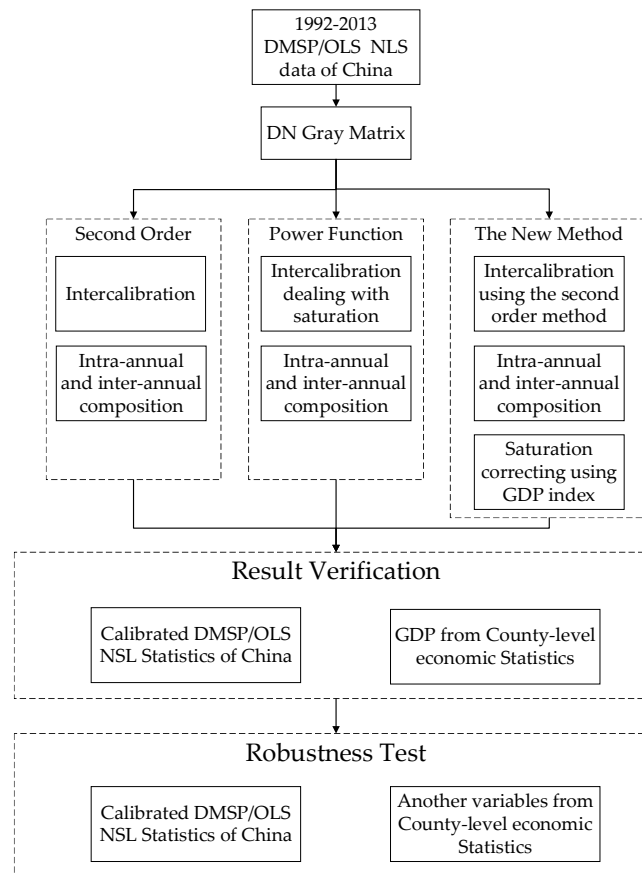 1992-2013
DMSP/OLS NLS
data of China
DN Gray Matrix
Second Order
Intercalibration
Intra-annual
and inter-annual
composition
Power Function
Intercalibration
dealing with
saturation
Intra-annual
and inter-annual
composition
The New Method
Intercalibration
using the second
order method
Intra-annual
and inter-annual
composition
Saturation
correcting using
GDP index
Result Verification
Calibrated DMSP/OLS
NSL Statistics of China
GDP from County-level
economic Statistics
Robustness Test
Calibrated DMSP/OLS
NSL Statistics of China
Another variables from
County-level economic
Statistics